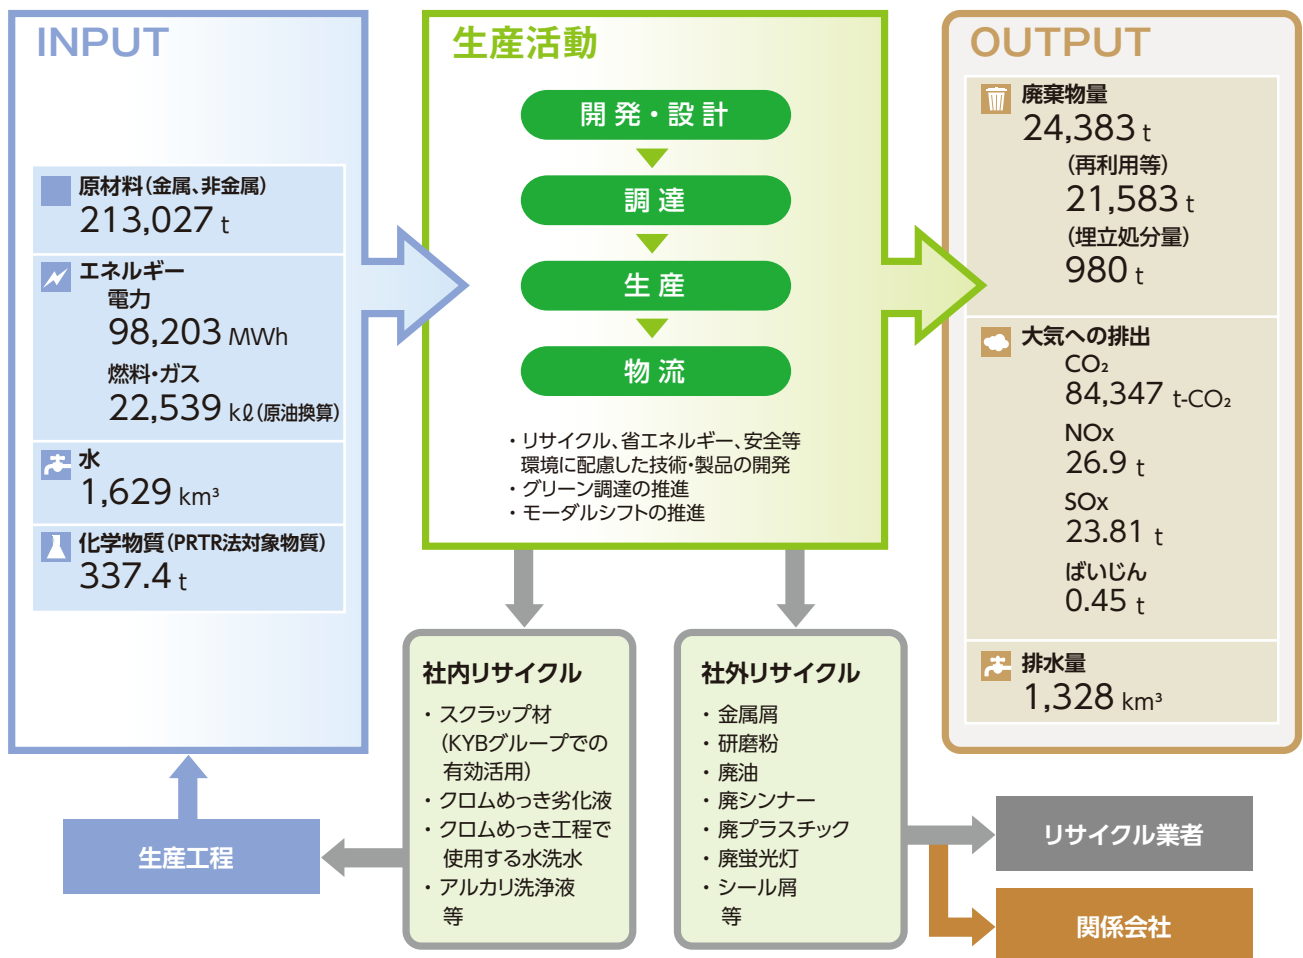 INPUT
原材料(金属、非金属)
213,027 t
エネルギー
電力
98,203 MWh
燃料・ガス
22,539 kℓ(原油換算)
水
1,629 km³
化学物質(PRTR法対象物質)
337.4 t
生産活動
開発・設計
調達
生産
物流
・リサイクル、省エネルギー、安全等
環境に配慮した技術・製品の開発
・グリーン調達の推進
・モーダルシフトの推進
OUTPUT
廃棄物量
24,383 t
(再利用等)
21,583 t
(埋立処分量)
980 t
大気への排出
CO₂
84,347 t-CO₂
NOx
26.9 t
SOx
23.81 t
ばいじん
0.45 t
排水量
1,328 km³
社内リサイクル
・スクラップ材
(KYBグループでの
有効活用)
・クロムめっき劣化液
・クロムめっき工程で
使用する水洗水
・アルカリ洗浄液
等
社外リサイクル
・金属屑
・研磨粉
・廃油
・廃シンナー
・廃プラスチック
・廃蛍光灯
・シール屑
等
生産工程
リサイクル業者
関係会社